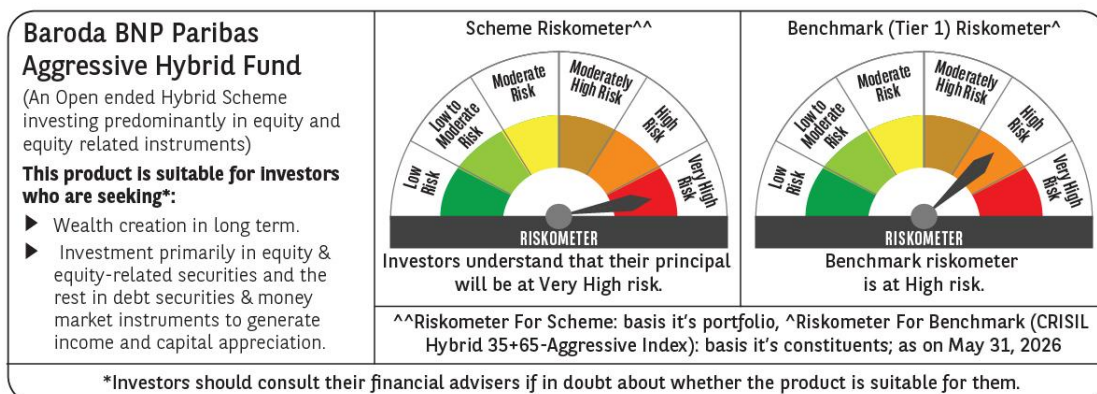 Baroda BNP Paribas
Aggressive Hybrid Fund
(An Open ended Hybrid Scheme
investing predominantly in equity and
equity related instruments)
This product is suitable for investors
who are seeking*:
▶ Wealth creation in long term.
▶ Investment primarily in equity &
equity-related securities and the
rest in debt securities & money
market instruments to generate
income and capital appreciation.
Scheme Riskometer^^
Low
Risk
Low to
Moderate
Risk
Moderate
Risk
Moderately
High Risk
High
Risk
Very High
Risk
RISKOMETER
Investors understand that their principal
will be at Very High risk.
Benchmark (Tier 1) Riskometer^
Low
Risk
Low to
Moderate
Risk
Moderate
Risk
Moderately
High Risk
High
Risk
Very High
Risk
RISKOMETER
Benchmark riskometer
is at High risk.
^^Riskometer For Scheme: basis it's portfolio, ^Riskometer For Benchmark (CRISIL
Hybrid 35+65-Aggressive Index): basis it's constituents; as on May 31, 2026
*Investors should consult their financial advisers if in doubt about whether the product is suitable for them.